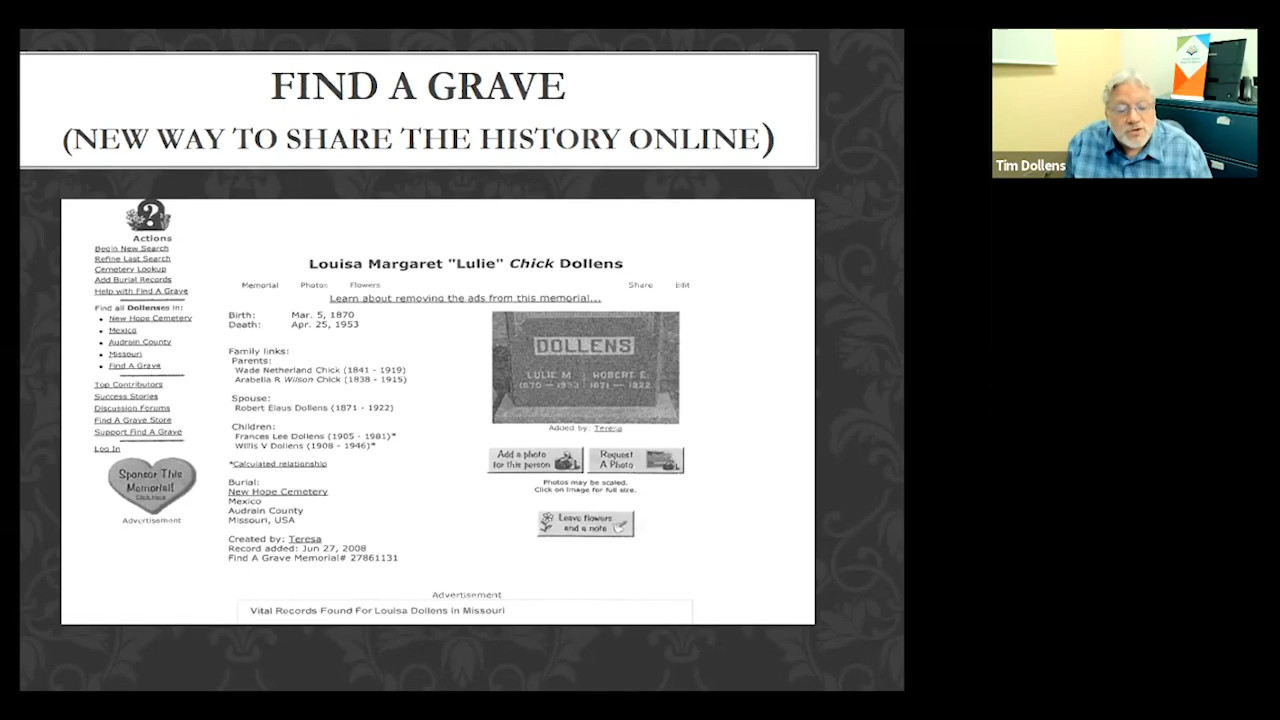 FIND A GRAVE
(NEW WAY TO SHARE THE HISTORY ONLINE)
Tim Dollens
?
Actions
Begin New Search
Refine Last Search
Cemetery Lookup
Add Burial Records
Help with Find A Grave
Find all Dollenses in:
• New Hope Cemetery
• Mexico
• Audrain County
• Missouri
• Find A Grave
Top Contributors
Success Stories
Discussion Forums
Find A Grave Store
Support Find A Grave
Log In
Sponsor This
Memorial!
Click Here
Advertisement
Louisa Margaret "Lulie" Chick Dollens
Memorial Photos Flowers Share Edit
Learn about removing the ads from this memorial...
Birth: Mar. 5, 1870
Death: Apr. 25, 1953
Family links:
Parents:
Wade Netherland Chick (1841 - 1919)
Arabella R Wilson Chick (1838 - 1915)
Spouse:
Robert Elaus Dollens (1871 - 1922)
Children:
Frances Lee Dollens (1905 - 1981)*
Willis V Dollens (1908 - 1946)*
*Calculated relationship
Burial:
New Hope Cemetery
Mexico
Audrain County
Missouri, USA
Created by: Teresa
Record added: Jun 27, 2008
Find A Grave Memorial# 27861131
DOLLENS
LULIE M. ROBERT E.
1870 — 1953 1871 — 1922
Added by: Teresa
Add a photo
for this person
Request
A Photo
Photos may be scaled.
Click on image for full size.
Leave flowers
and a note
Advertisement
Vital Records Found For Louisa Dollens in Missouri